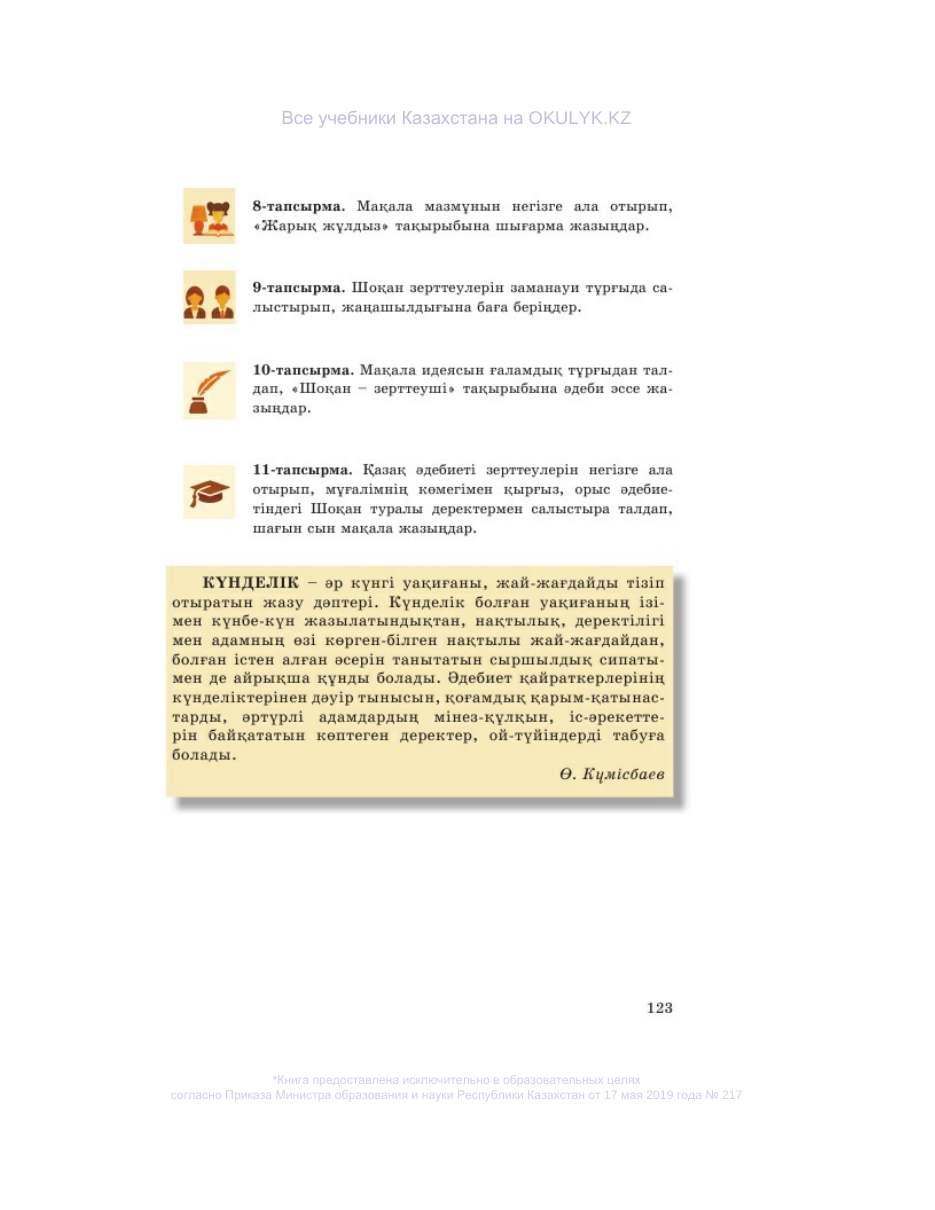 Все учебники Казахстана на OKULYK.KZ
8-тапсырма. Мақала мазмұнын негізге ала отырып,
«Жарық жұлдыз» тақырыбына шығарма жазыңдар.
9-тапсырма. Шоқан зерттеулерін заманауи тұрғыда са-
лыстырып, жаңашылдығына баға беріңдер.
10-тапсырма. Мақала идеясын ғаламдық тұрғыдан тал-
дап, «Шоқан – зерттеуші» тақырыбына әдеби эссе жа-
зыңдар.
11-тапсырма. Қазақ әдебиеті зерттеулерін негізге ала
отырып, мұғалімнің көмегімен қырғыз, орыс әдебие-
тіндегі Шоқан туралы деректермен салыстыра талдап,
шағын сын мақала жазыңдар.
КҮНДЕЛІК – әр күнгі уақиғаны, жай-жағдайды тізіп
отыратын жазу дәптері. Күнделік болған уақиғаның ізі-
мен күнбе-күн жазылатындықтан, нақтылық, деректілігі
мен адамның өзі көрген-білген нақтылы жай-жағдайдан,
болған істен алған әсерін танытатын сыршылдық сипаты-
мен де айрықша құнды болады. Әдебиет қайраткерлерінің
күнделіктерінен дәуір тынысын, қоғамдық қарым-қатынас-
тарды, әртүрлі адамдардың мінез-құлқын, іс-әрекетте-
рін байқататын көптеген деректер, ой-түйіндерді табуға
болады.
Ө. Күмісбаев
123
*Книга предоставлена исключительно в образовательных целях
согласно Приказа Министра образования и науки Республики Казахстан от 17 мая 2019 года № 217